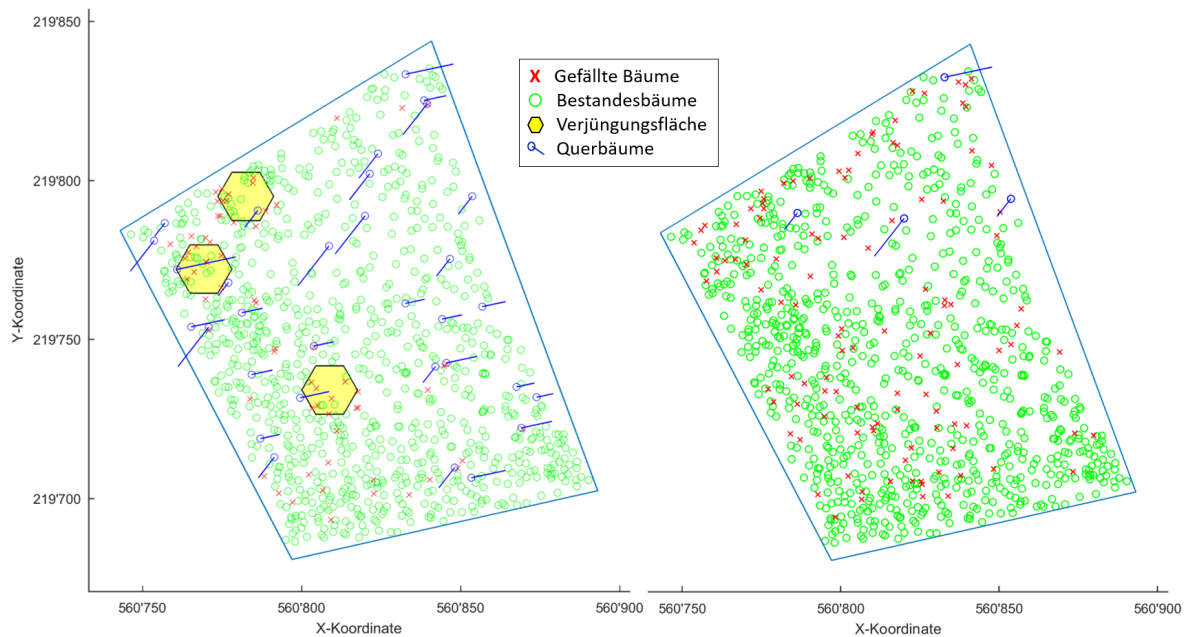 219'850
219'800
219'750
219'700
Y-Koordinate
Gefällte Bäume
Bestandesbäume
Verjüngungsfläche
Querbäume
560'750
560'800
560'850
560'900
X-Koordinate
560'750
560'800
560'850
560'900
X-Koordinate